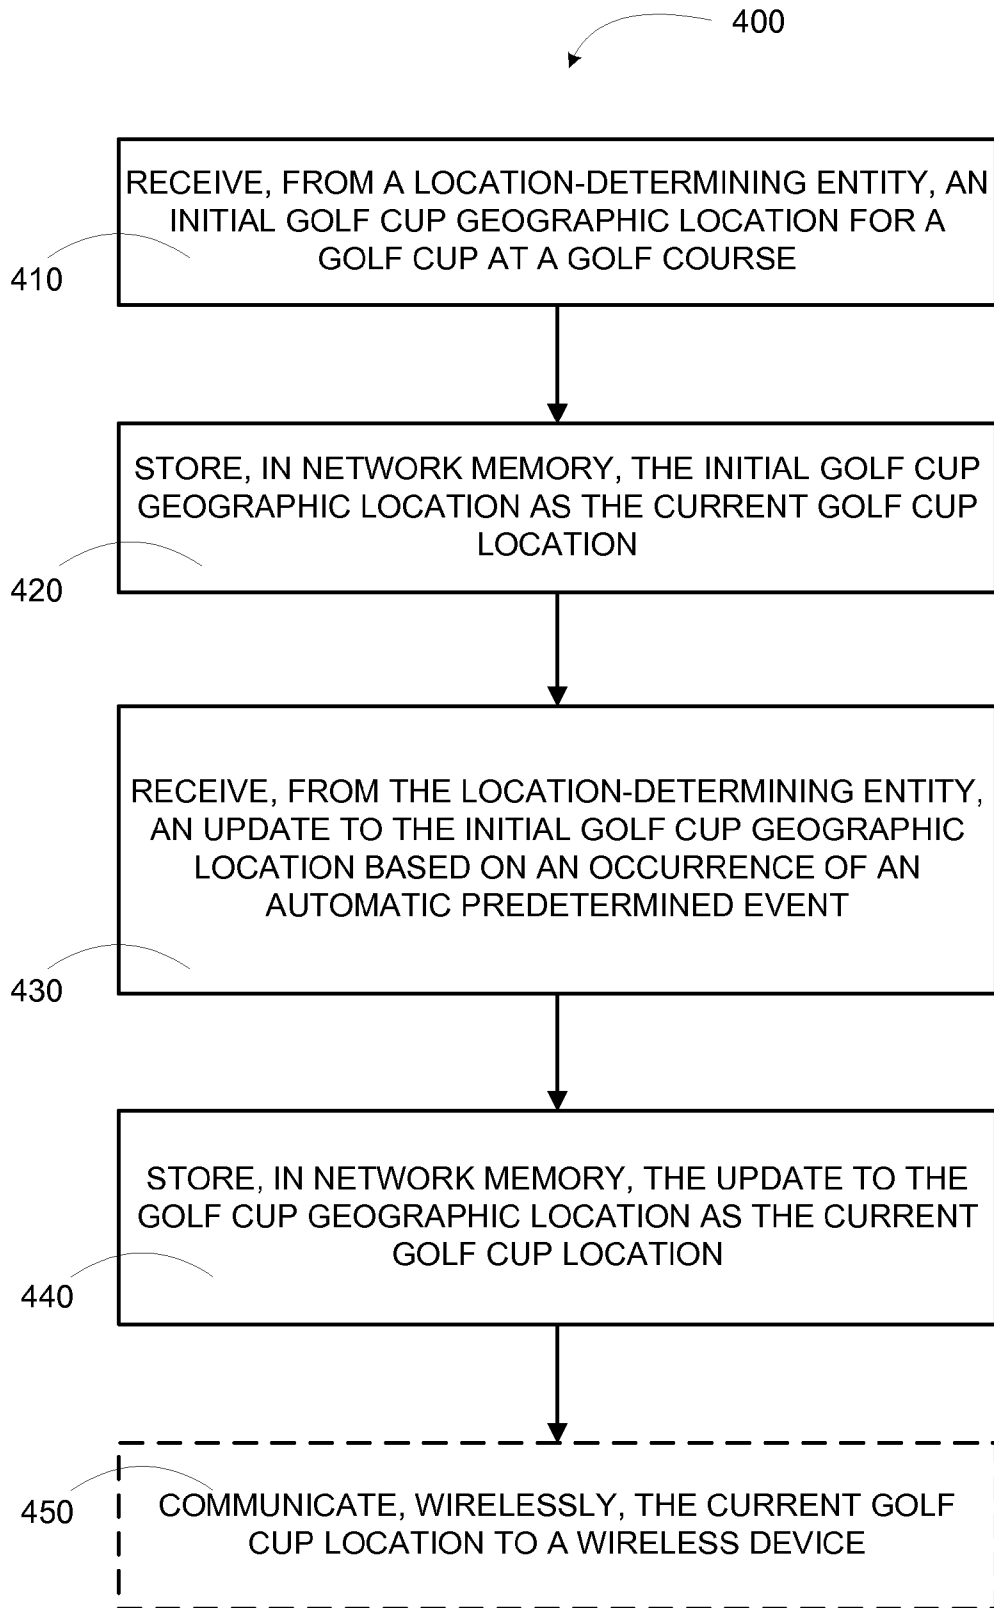 400
RECEIVE, FROM A LOCATION-DETERMINING ENTITY, AN
INITIAL GOLF CUP GEOGRAPHIC LOCATION FOR A
GOLF CUP AT A GOLF COURSE
410
STORE, IN NETWORK MEMORY, THE INITIAL GOLF CUP
GEOGRAPHIC LOCATION AS THE CURRENT GOLF CUP
LOCATION
420
RECEIVE, FROM THE LOCATION-DETERMINING ENTITY,
AN UPDATE TO THE INITIAL GOLF CUP GEOGRAPHIC
LOCATION BASED ON AN OCCURRENCE OF AN
AUTOMATIC PREDETERMINED EVENT
430
STORE, IN NETWORK MEMORY, THE UPDATE TO THE
GOLF CUP GEOGRAPHIC LOCATION AS THE CURRENT
GOLF CUP LOCATION
440
COMMUNICATE, WIRELESSLY, THE CURRENT GOLF
CUP LOCATION TO A WIRELESS DEVICE
450